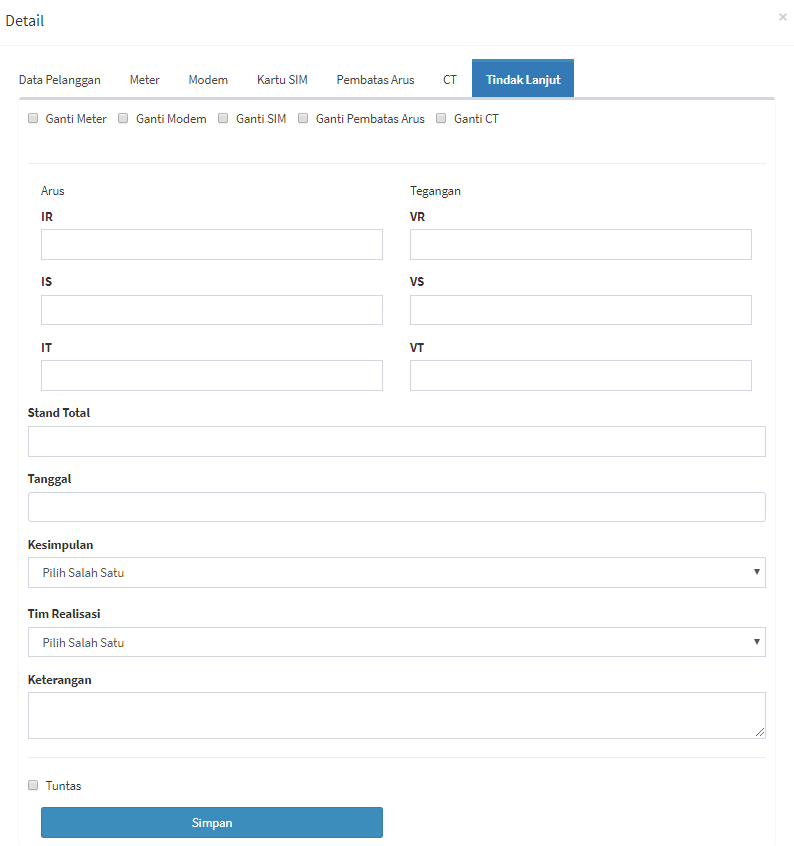 Detail ×
Data Pelanggan Meter Modem Kartu SIM Pembatas Arus CT Tindak Lanjut
Ganti Meter Ganti Modem Ganti SIM Ganti Pembatas Arus Ganti CT
Arus Tegangan
IR VR
IS VS
IT VT
Stand Total
Tanggal
Kesimpulan
Pilih Salah Satu
Tim Realisasi
Pilih Salah Satu
Keterangan
Tuntas
Simpan